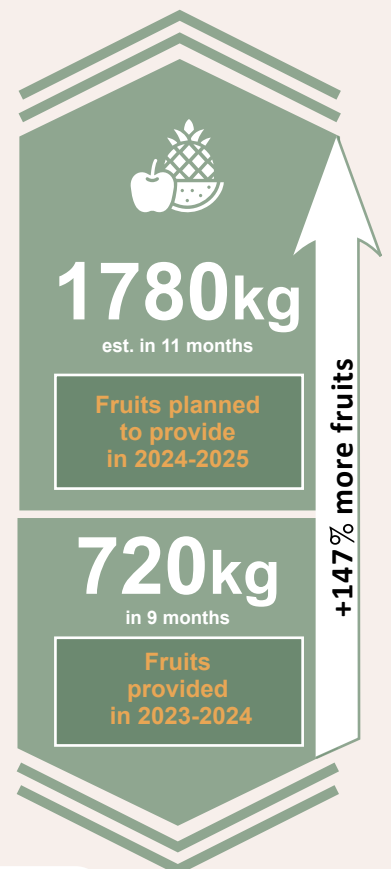 1780kg
est. in 11 months
Fruits planned
to provide
in 2024-2025
+147% more fruits
720kg
in 9 months
Fruits
provided
in 2023-2024